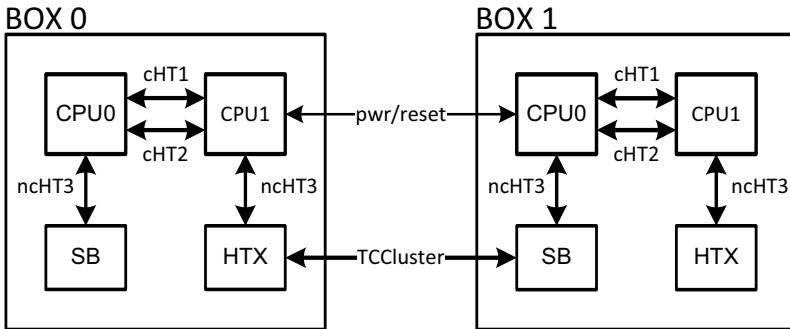 BOX 0
BOX 1
cHT1
CPU0
CPU1
cHT2
pwr/reset
cHT1
CPU0
CPU1
cHT2
ncHT3
ncHT3
ncHT3
ncHT3
SB
HTX
TCCluster
SB
HTX